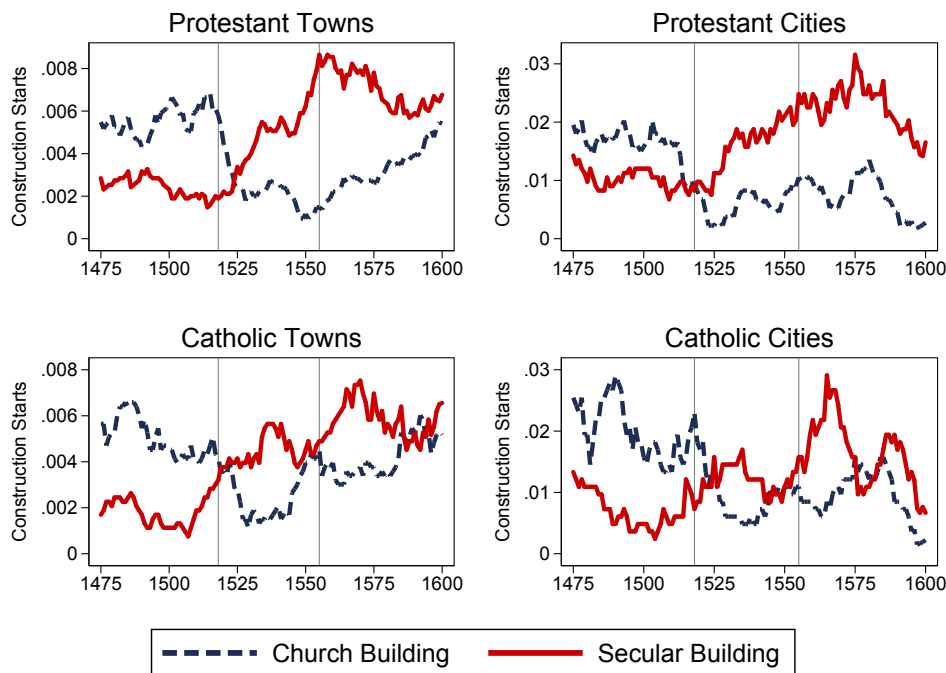 Protestant Towns
Construction Starts
.008
.006
.004
.002
0
1475 1500 1525 1550 1575 1600
Protestant Cities
Construction Starts
.03
.02
.01
0
1475 1500 1525 1550 1575 1600
Catholic Towns
Construction Starts
.008
.006
.004
.002
0
1475 1500 1525 1550 1575 1600
Catholic Cities
Construction Starts
.03
.02
.01
0
1475 1500 1525 1550 1575 1600
Church Building Secular Building